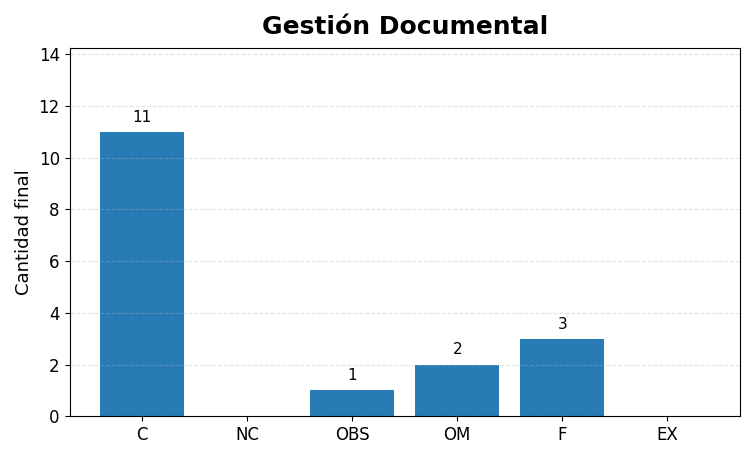 Gestión Documental
Cantidad final
14
12
10
8
6
4
2
0
11
1
2
3
C
NC
OBS
OM
F
EX